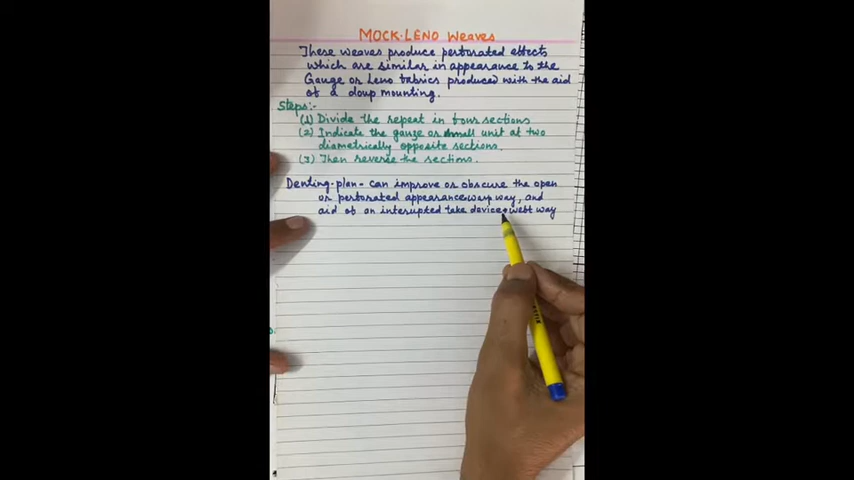 MOCK-LENO Weaves
These weaves produce perforated effects
which are similar in appearance to the
Gauge or Leno fabrics produced with the aid
of a doup mounting.
Steps:-
(1) Divide the repeat in four sections
(2) Indicate the gauze or small unit at two
diametrically opposite sections.
(3) Then reverse the sections.
Denting-plan- can improve or obscure the open
or perforated appearance warp way, and
aid of an interupted take device weft way